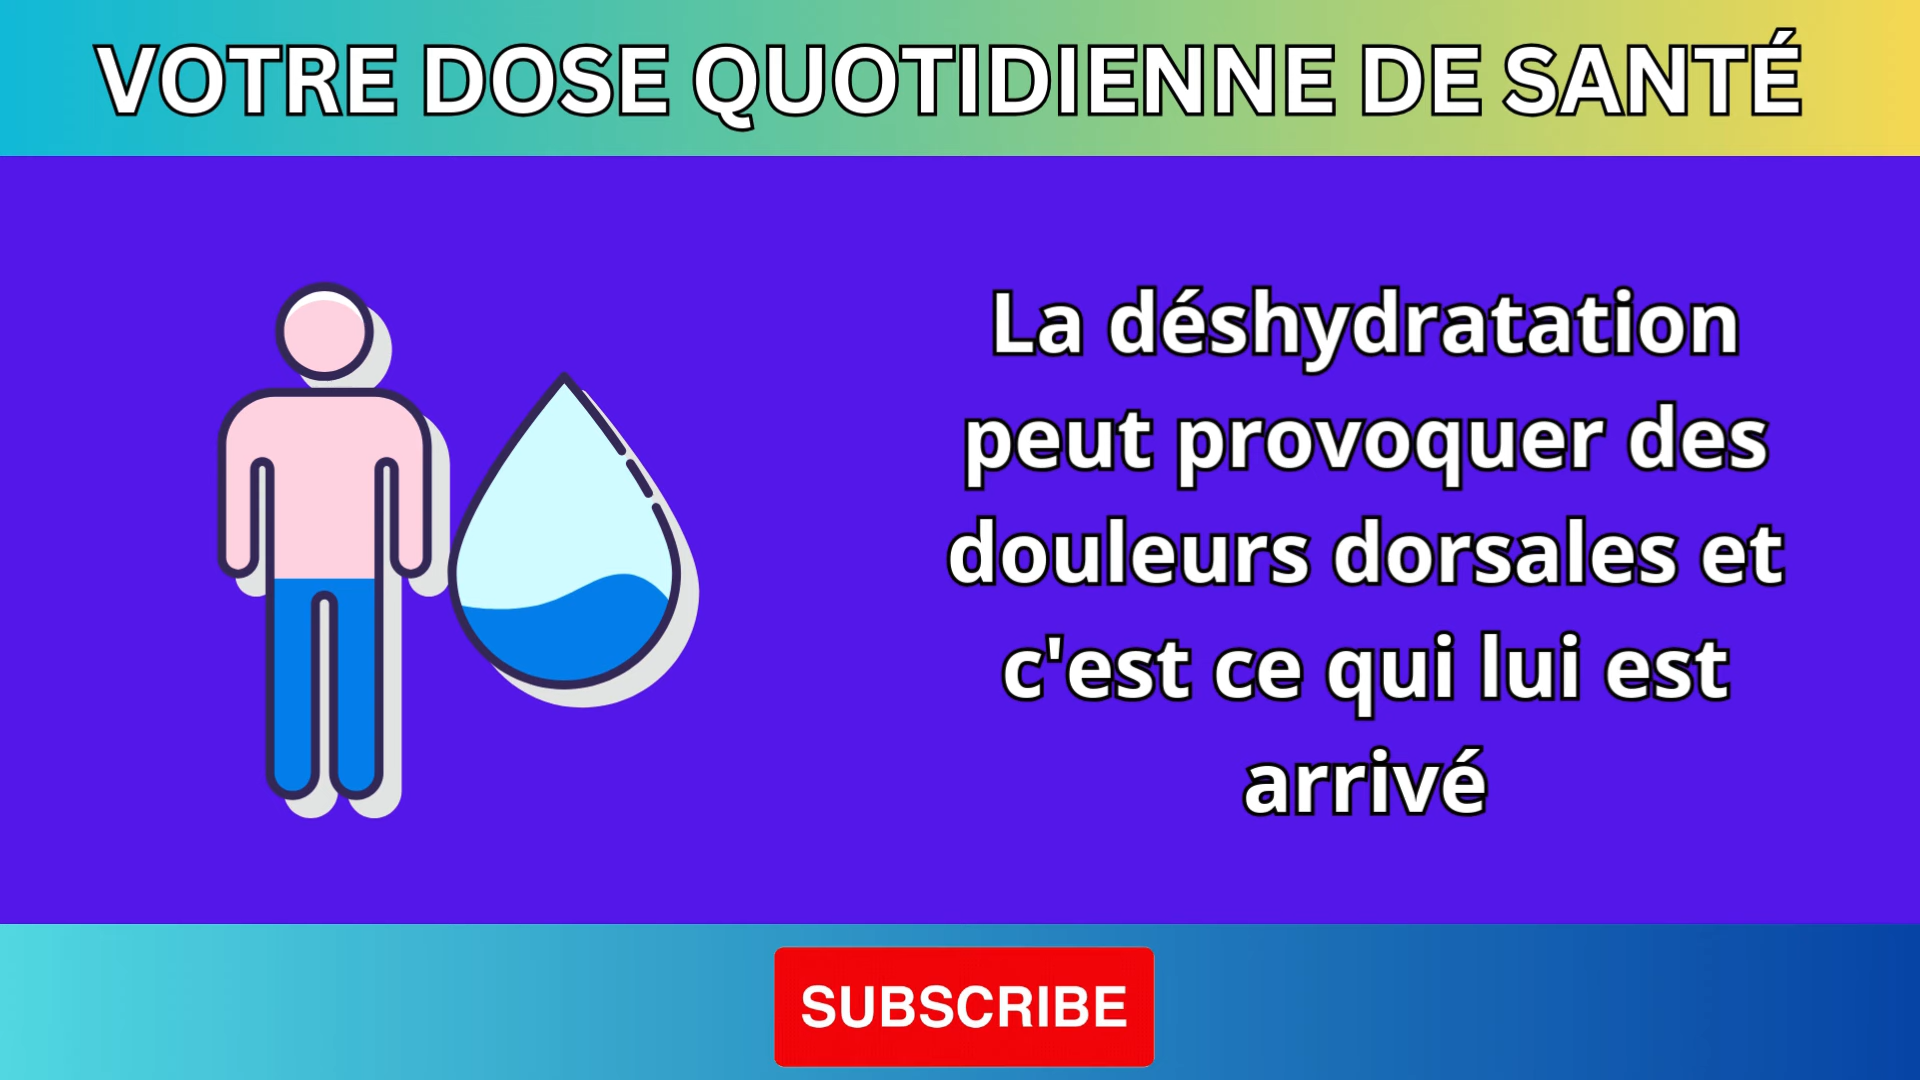 VOTRE DOSE QUOTIDIENNE DE SANTÉ
La déshydratation
peut provoquer des
douleurs dorsales et
c'est ce qui lui est
arrivé
SUBSCRIBE